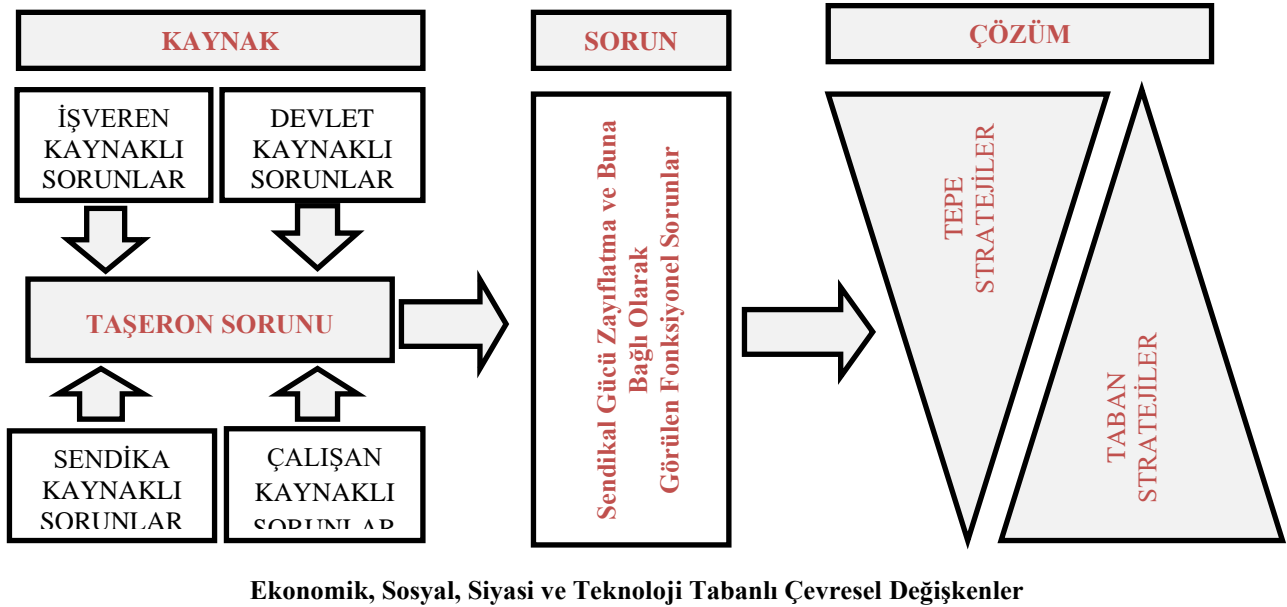 KAYNAK
SORUN
ÇÖZÜM
İŞVEREN
KAYNAKLI
SORUNLAR
DEVLET
KAYNAKLI
SORUNLAR
TAŞERON SORUNU
SENDİKA
KAYNAKLI
SORUNLAR
ÇALIŞAN
KAYNAKLI
SORUNLAR
Sendikal Gücü Zayıflatma ve Buna
Bağlı Olarak
Görülen Fonksiyonel Sorunlar
TEPE
STRATEJİLER
TABAN
STRATEJİLER
Ekonomik, Sosyal, Siyasi ve Teknoloji Tabanlı Çevresel Değişkenler